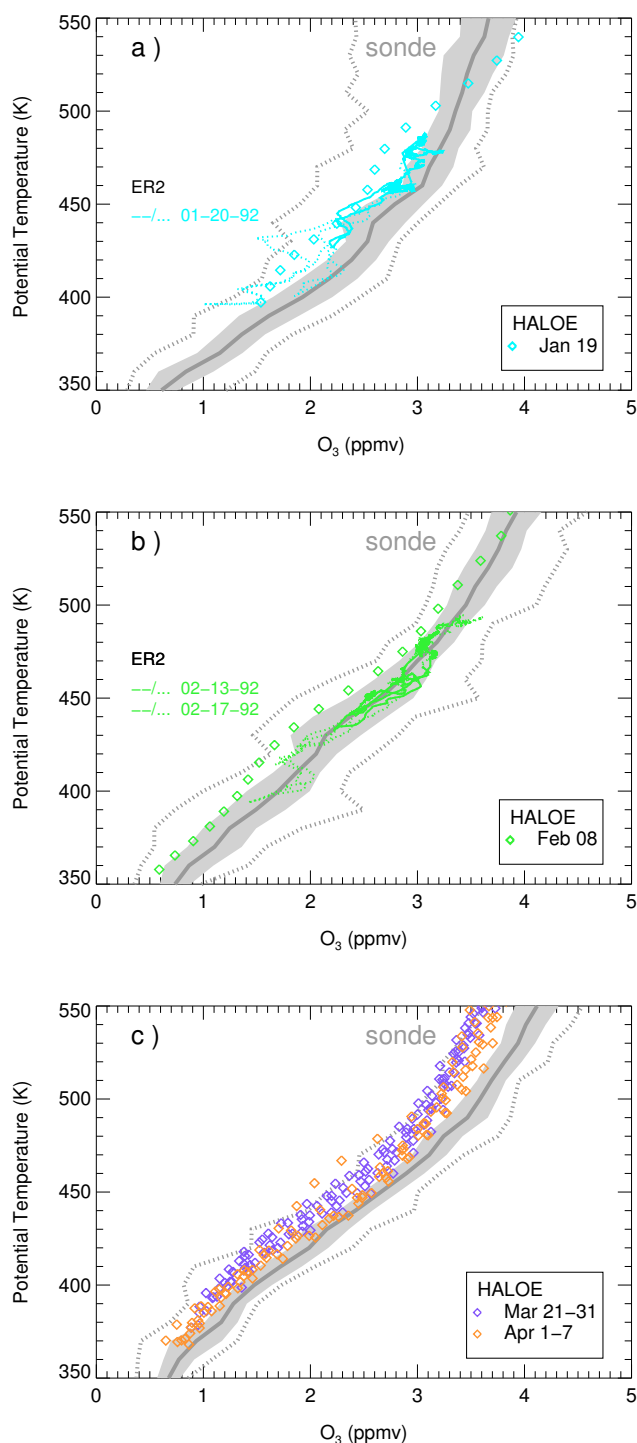 a )
sonde
550
500
450
400
350
Potential Temperature (K)
ER2
−−/... 01−20−92
HALOE
Jan 19
0 1 2 3 4 5
O3 (ppmv)
b )
sonde
550
500
450
400
350
Potential Temperature (K)
ER2
−−/... 02−13−92
−−/... 02−17−92
HALOE
Feb 08
0 1 2 3 4 5
O3 (ppmv)
c )
sonde
550
500
450
400
350
Potential Temperature (K)
HALOE
Mar 21−31
Apr 1−7
0 1 2 3 4 5
O3 (ppmv)